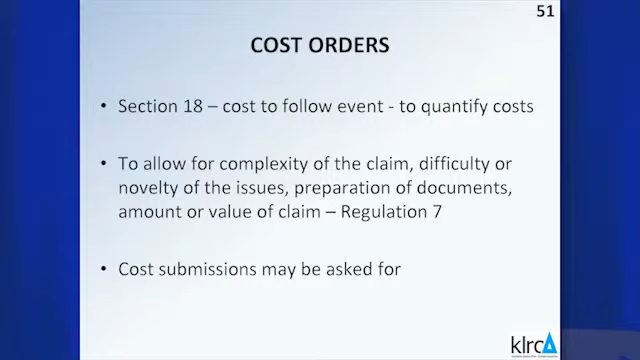 51
COST ORDERS
• Section 18 – cost to follow event - to quantify costs
• To allow for complexity of the claim, difficulty or
novelty of the issues, preparation of documents,
amount or value of claim – Regulation 7
• Cost submissions may be asked for
klrca